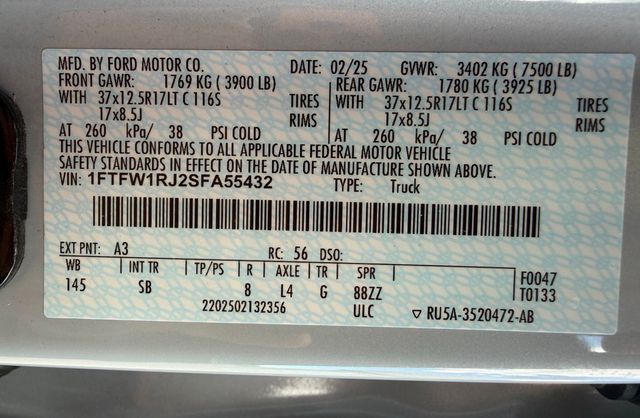 MFD. BY FORD MOTOR CO. DATE: 02/25 GVWR: 3402 KG ( 7500 LB)
FRONT GAWR: 1769 KG ( 3900 LB) REAR GAWR: 1780 KG ( 3925 LB)
WITH 37x12.5R17LT C 116S TIRES WITH 37x12.5R17LT C 116S TIRES
17x8.5J RIMS 17x8.5J RIMS
AT 260 kPa/ 38 PSI COLD AT 260 kPa/ 38 PSI COLD
THIS VEHICLE CONFORMS TO ALL APPLICABLE FEDERAL MOTOR VEHICLE
SAFETY STANDARDS IN EFFECT ON THE DATE OF MANUFACTURE SHOWN ABOVE.
VIN: 1FTFW1RJ2SFA55432 TYPE: Truck
EXT PNT: A3 RC: 56 DSO:
WB INT TR TP/PS R AXLE TR SPR F0047
145 SB 8 L4 G 88ZZ T0133
2202502132356 ULC ▽ RU5A-3520472-AB